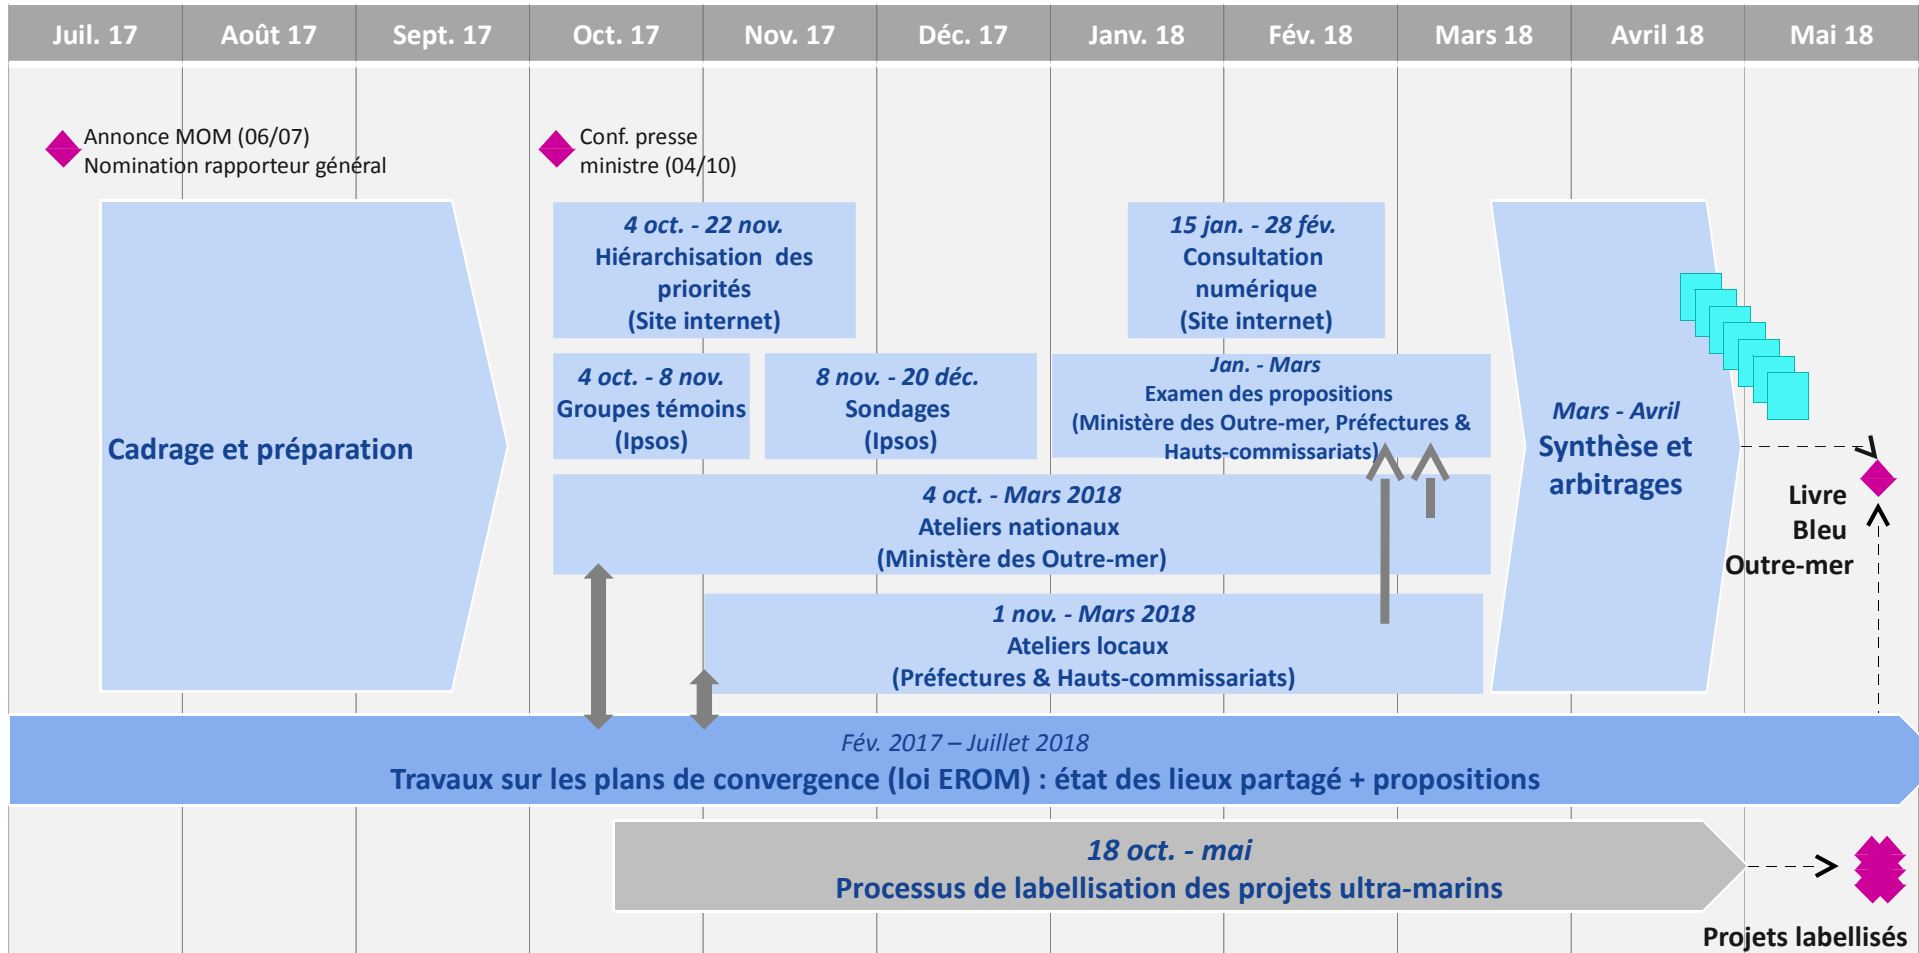 Juil. 17
Août 17
Sept. 17
Oct. 17
Nov. 17
Déc. 17
Janv. 18
Fév. 18
Mars 18
Avril 18
Mai 18
Annonce MOM (06/07)
Nomination rapporteur général
Conf. presse
ministre (04/10)
Cadrage et préparation
4 oct. - 22 nov.
Hiérarchisation des
priorités
(Site internet)
15 jan. - 28 fév.
Consultation
numérique
(Site internet)
4 oct. - 8 nov.
Groupes témoins
(Ipsos)
8 nov. - 20 déc.
Sondages
(Ipsos)
Jan. - Mars
Examen des propositions
(Ministère des Outre-mer, Préfectures &
Hauts-commissariats)
4 oct. - Mars 2018
Ateliers nationaux
(Ministère des Outre-mer)
1 nov. - Mars 2018
Ateliers locaux
(Préfectures & Hauts-commissariats)
Mars - Avril
Synthèse et
arbitrages
Livre
Bleu
Outre-mer
Fév. 2017 – Juillet 2018
Travaux sur les plans de convergence (loi EROM) : état des lieux partagé + propositions
18 oct. - mai
Processus de labellisation des projets ultra-marins
Projets labellisés